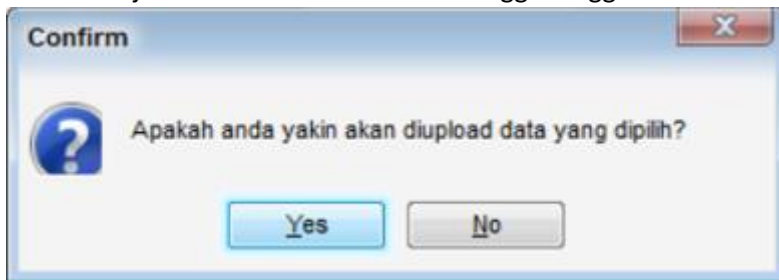 Confirm
Apakah anda yakin akan diupload data yang dipilih?
Yes
No